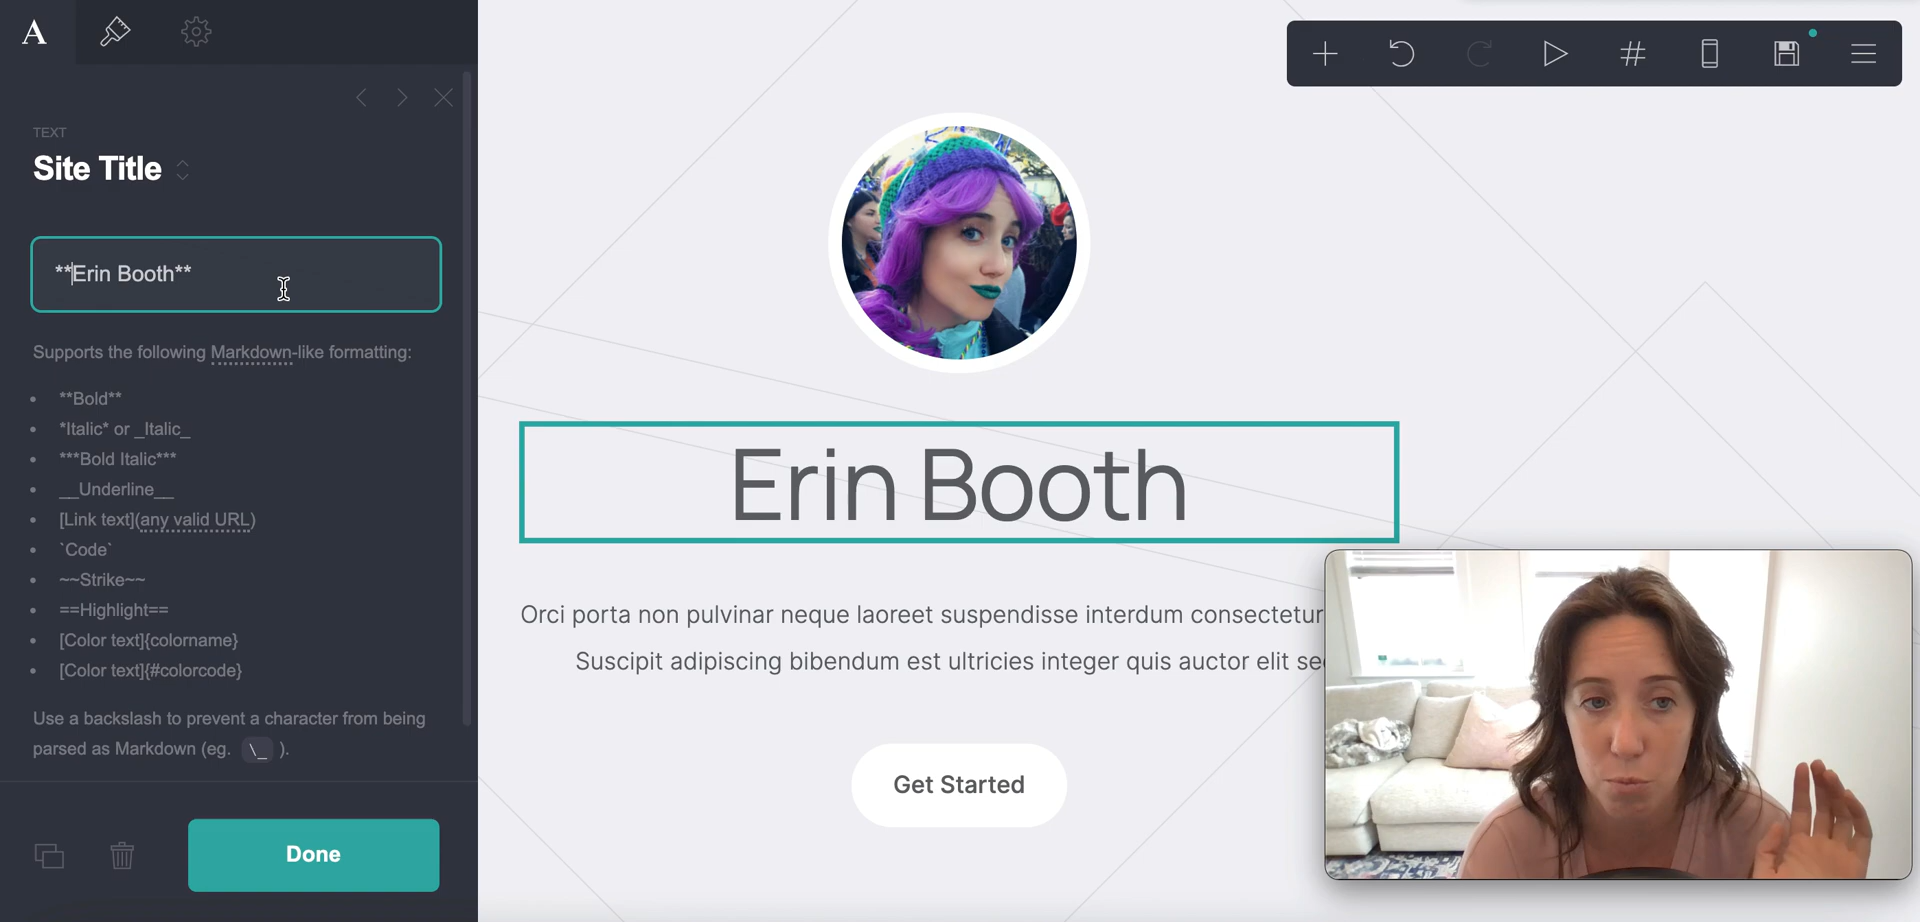 A
TEXT
Site Title
**Erin Booth**
Supports the following Markdown-like formatting:
• **Bold**
• *Italic* or _Italic_
• ***Bold Italic***
• __Underline__
• [Link text](any valid URL)
• `Code`
• ~~Strike~~
• ==Highlight==
• [Color text]{colorname}
• [Color text]{#colorcode}
Use a backslash to prevent a character from being
parsed as Markdown (eg. \_ ).
Done
Erin Booth
Orci porta non pulvinar neque laoreet suspendisse interdum consectetur
Suscipit adipiscing bibendum est ultricies integer quis auctor elit se
Get Started